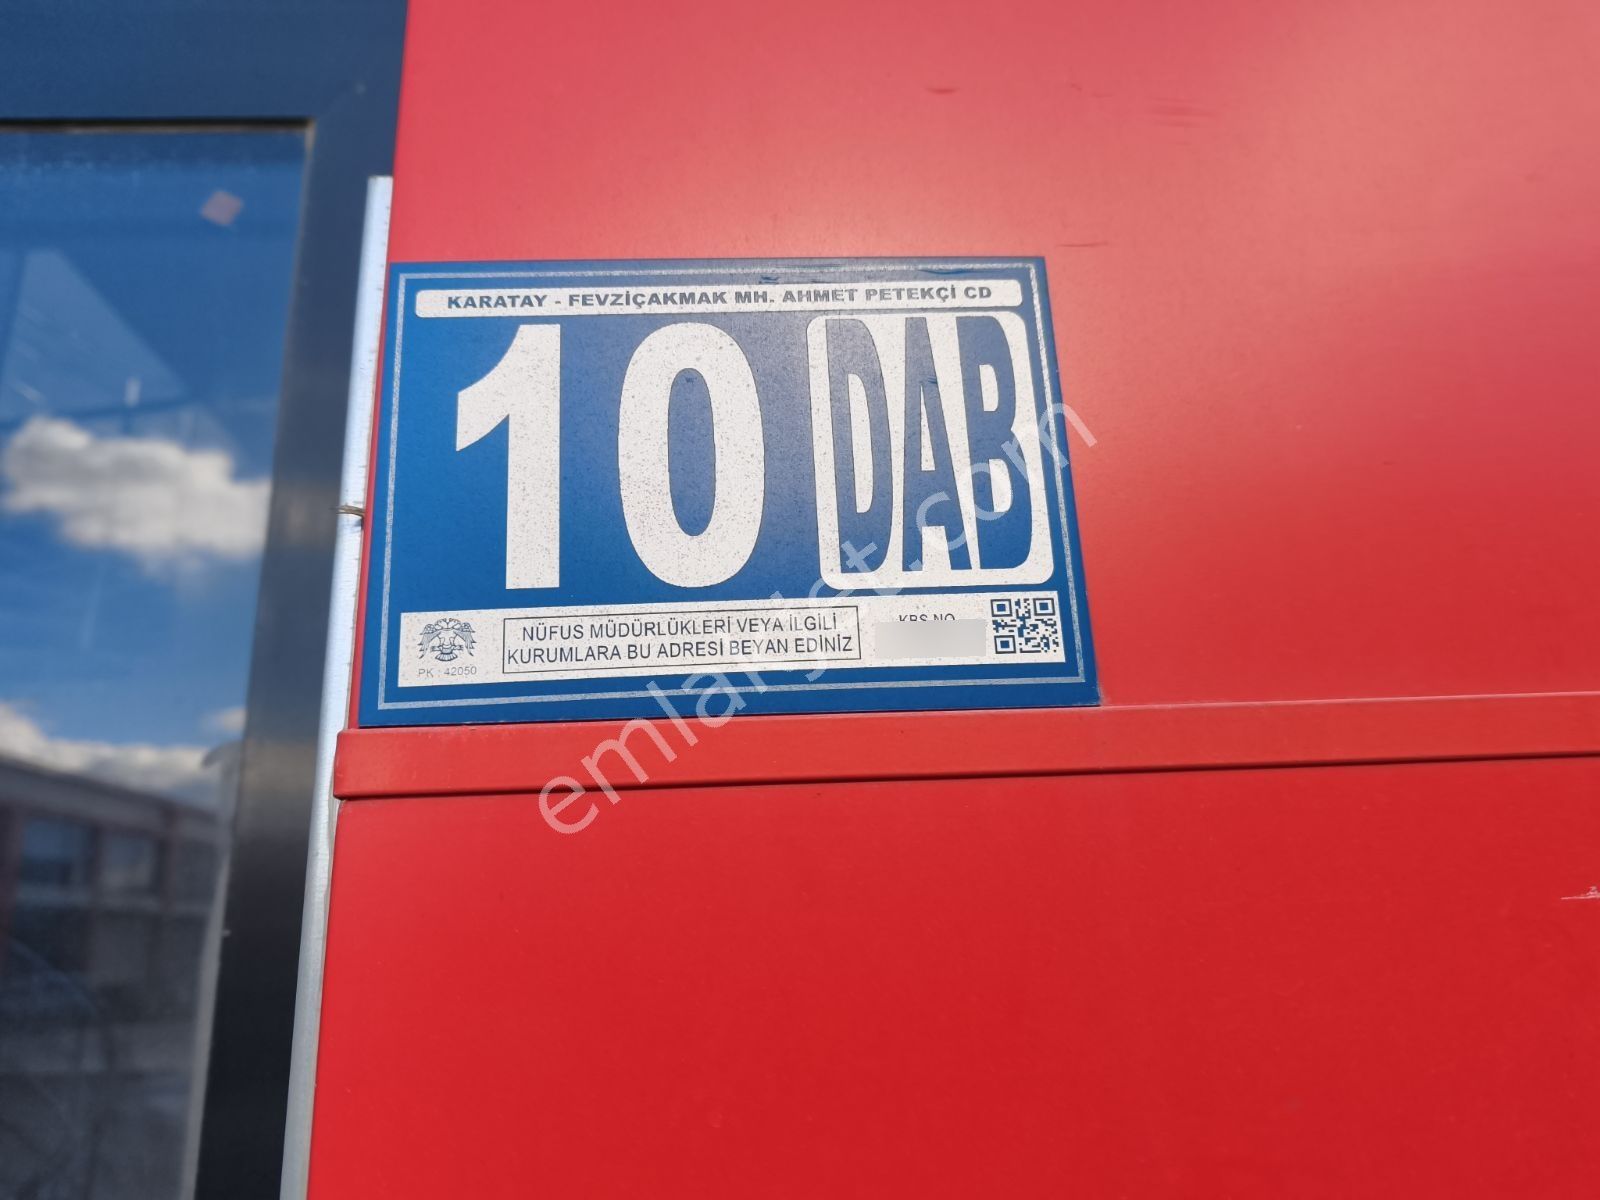 KARATAY - FEVZİÇAKMAK MH. AHMET PETEKÇİ CD
10 DAB
NÜFUS MÜDÜRLÜKLERİ VEYA İLGİLİ
KURUMLARA BU ADRESİ BEYAN EDİNİZ
KBS NO
PK : 42050
emlakjet.com